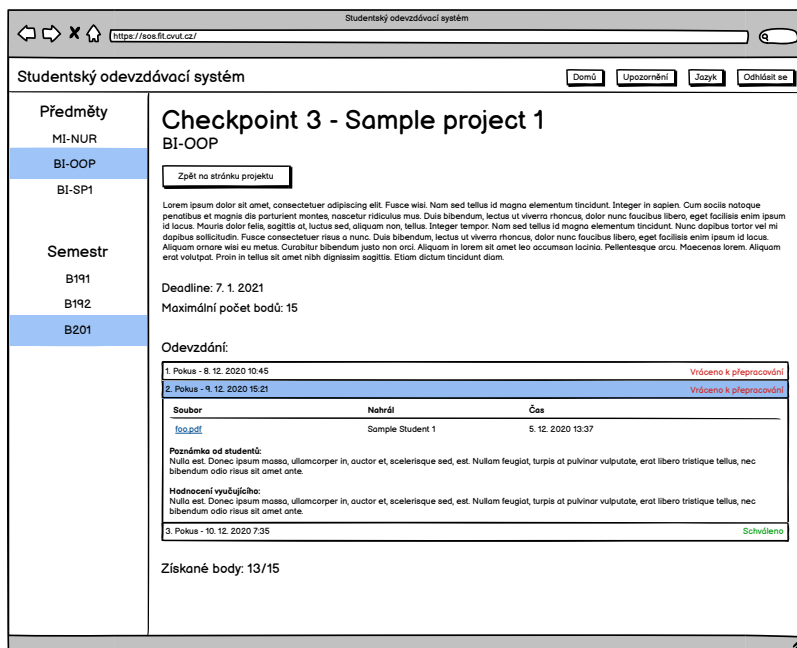 Studentský odevzdávací systém
https://sos.fit.cvut.cz/
Studentský odevzdávací systém
Domů
Upozornění
Jazyk
Odhlásit se
Předměty
MI-NUR
BI-OOP
BI-SP1
Semestr
B191
B192
B201
Checkpoint 3 - Sample project 1
BI-OOP
Zpět na stránku projektu
Lorem ipsum dolor sit amet, consectetuer adipiscing elit. Fusce wisi. Nam sed tellus id magna elementum tincidunt. Integer in sapien. Cum sociis natoque
penatibus et magnis dis parturient montes, nascetur ridiculus mus. Duis bibendum, lectus ut viverra rhoncus, dolor nunc faucibus libero, eget facilisis enim ipsum
id lacus. Mauris dolor felis, sagittis at, luctus sed, aliquam non, tellus. Integer tempor. Nam sed tellus id magna elementum tincidunt. Nunc dapibus tortor vel mi
dapibus sollicitudin. Fusce consectetuer risus a nunc. Duis bibendum, lectus ut viverra rhoncus, dolor nunc faucibus libero, eget facilisis enim ipsum id lacus.
Aliquam ornare wisi eu metus. Curabitur bibendum justo non orci. Aliquam in lorem sit amet leo accumsan lacinia. Pellentesque arcu. Maecenas lorem. Aliquam
erat volutpat. Proin in tellus sit amet nibh dignissim sagittis. Etiam dictum tincidunt diam.
Deadline: 7. 1. 2021
Maximální počet bodů: 15
Odevzdání:
1. Pokus - 8. 12. 2020 10:45 Vráceno k přepracování
2. Pokus - 9. 12. 2020 15:21 Vráceno k přepracování
Soubor Nahrál Čas
foo.pdf Sample Student 1 5. 12. 2020 13:37
Poznámka od studentů:
Nulla est. Donec ipsum massa, ullamcorper in, auctor et, scelerisque sed, est. Nullam feugiat, turpis at pulvinar vulputate, erat libero tristique tellus, nec
bibendum odio risus sit amet ante.
Hodnocení vyučujícího:
Nulla est. Donec ipsum massa, ullamcorper in, auctor et, scelerisque sed, est. Nullam feugiat, turpis at pulvinar vulputate, erat libero tristique tellus, nec
bibendum odio risus sit amet ante.
3. Pokus - 10. 12. 2020 7:35 Schváleno
Získané body: 13/15